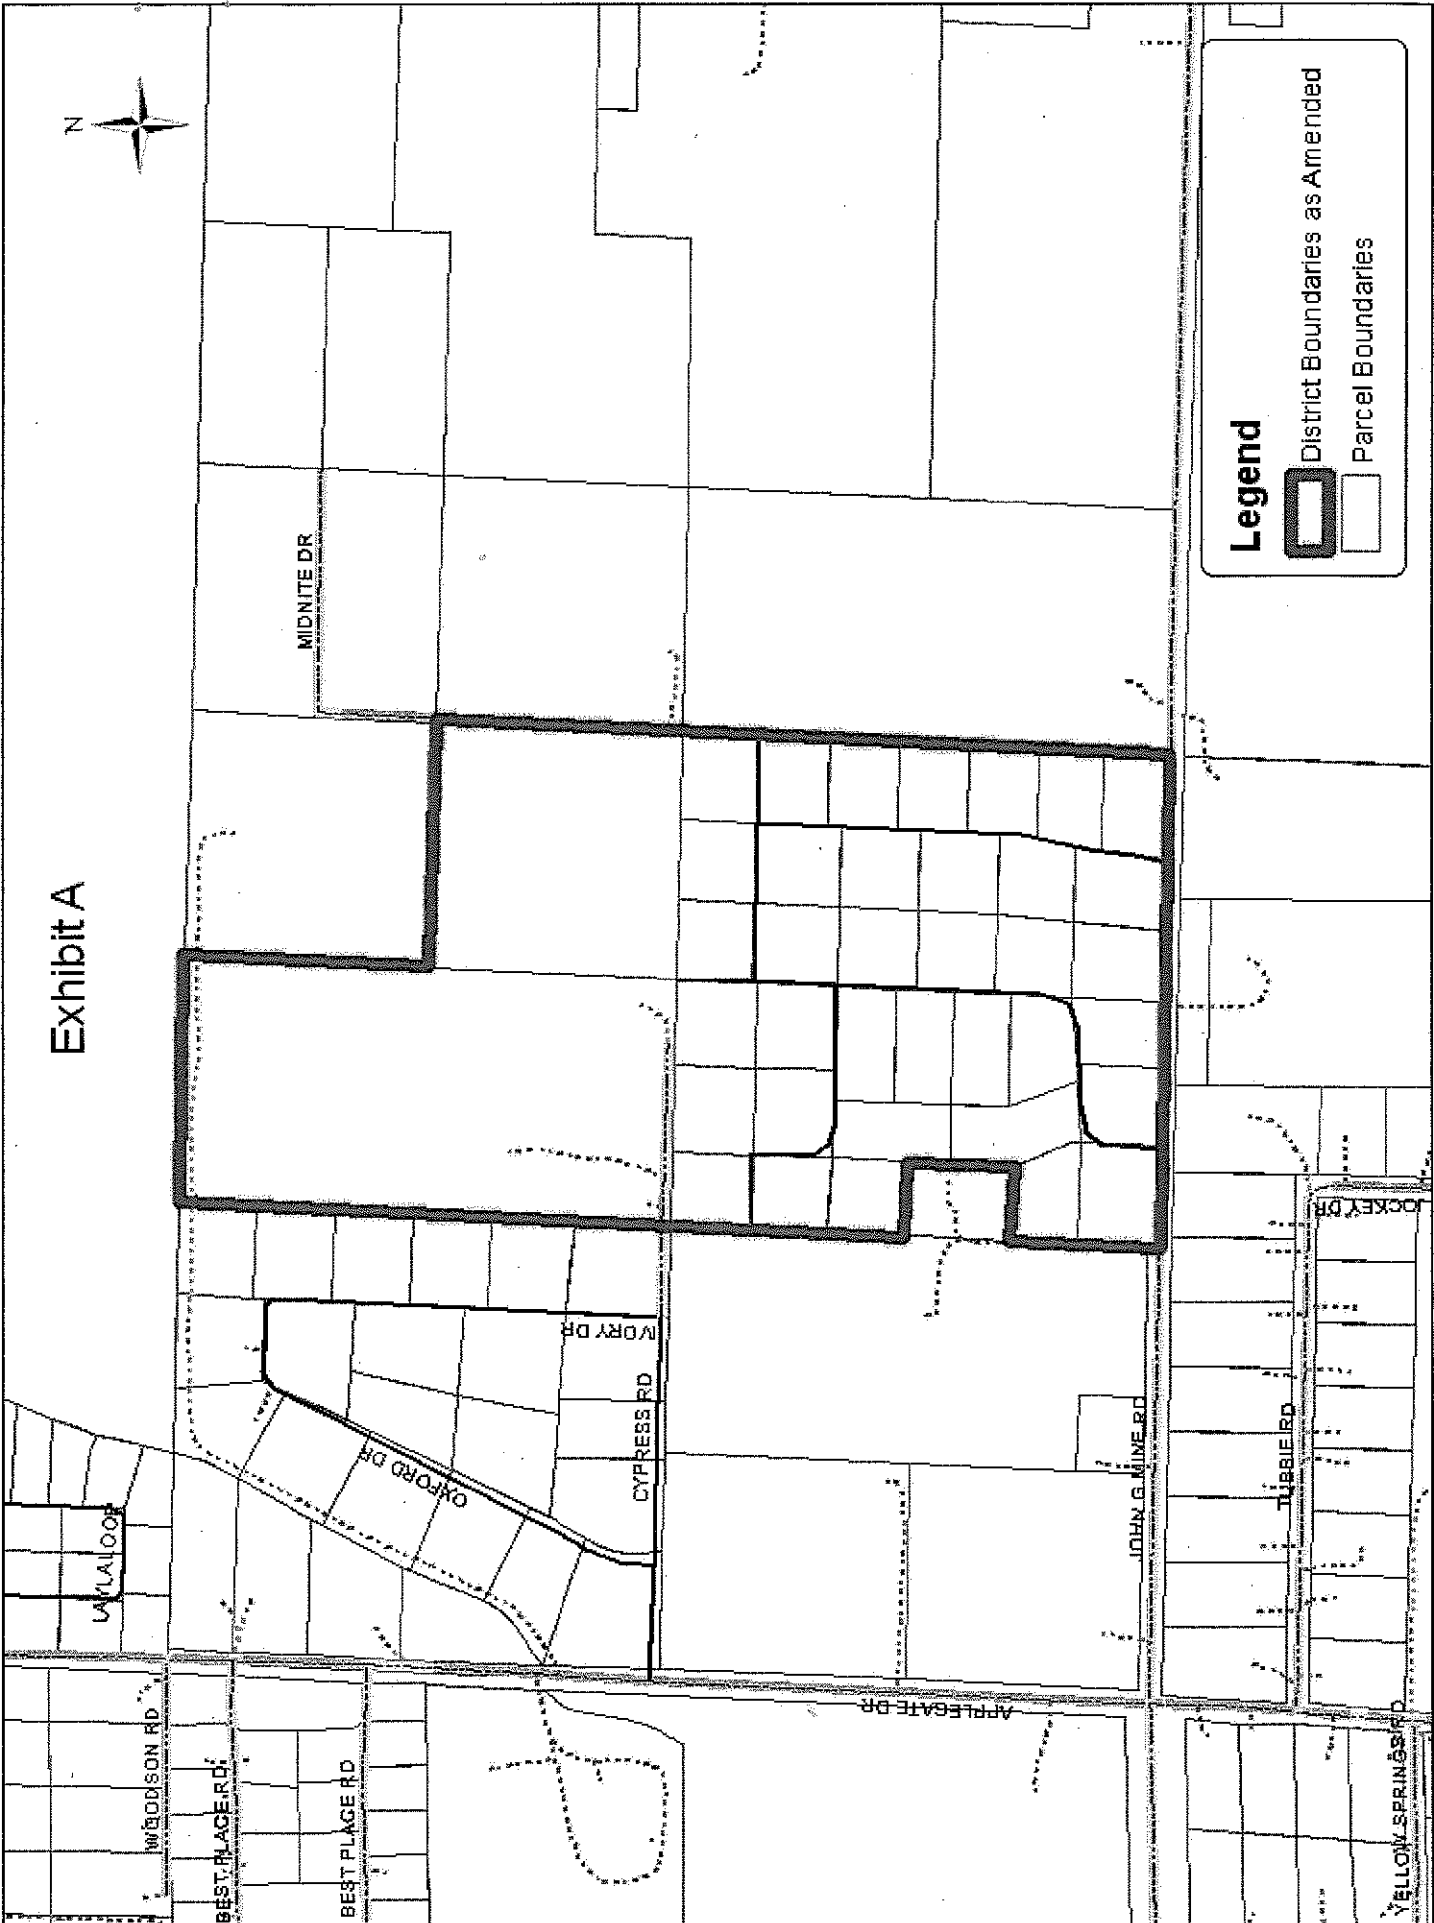 Exhibit A
N
MIDNITE DR
LAYLA LOOP
WOODSON RD
BEST PLACE RD
BEST PLACE RD
OXFORD DR
IVORY DR
CYPRESS RD
APPLEGATE DR
JOHN G MINE RD
TUBBIE RD
JOCKEY DR
YELLOW SPRINGS RD
Legend
District Boundaries as Amended
Parcel Boundaries